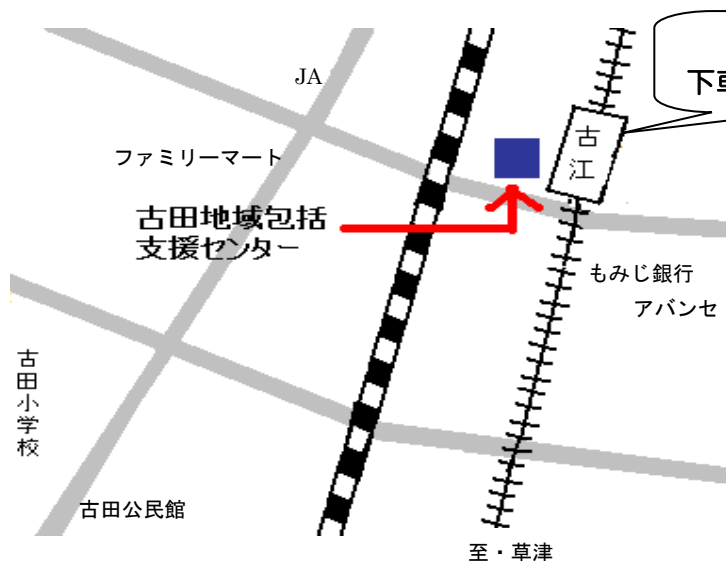 下車
JA
ファミリーマート
古江
古田地域包括
支援センター
もみじ銀行
アバンセ
古田小学校
古田公民館
至・草津